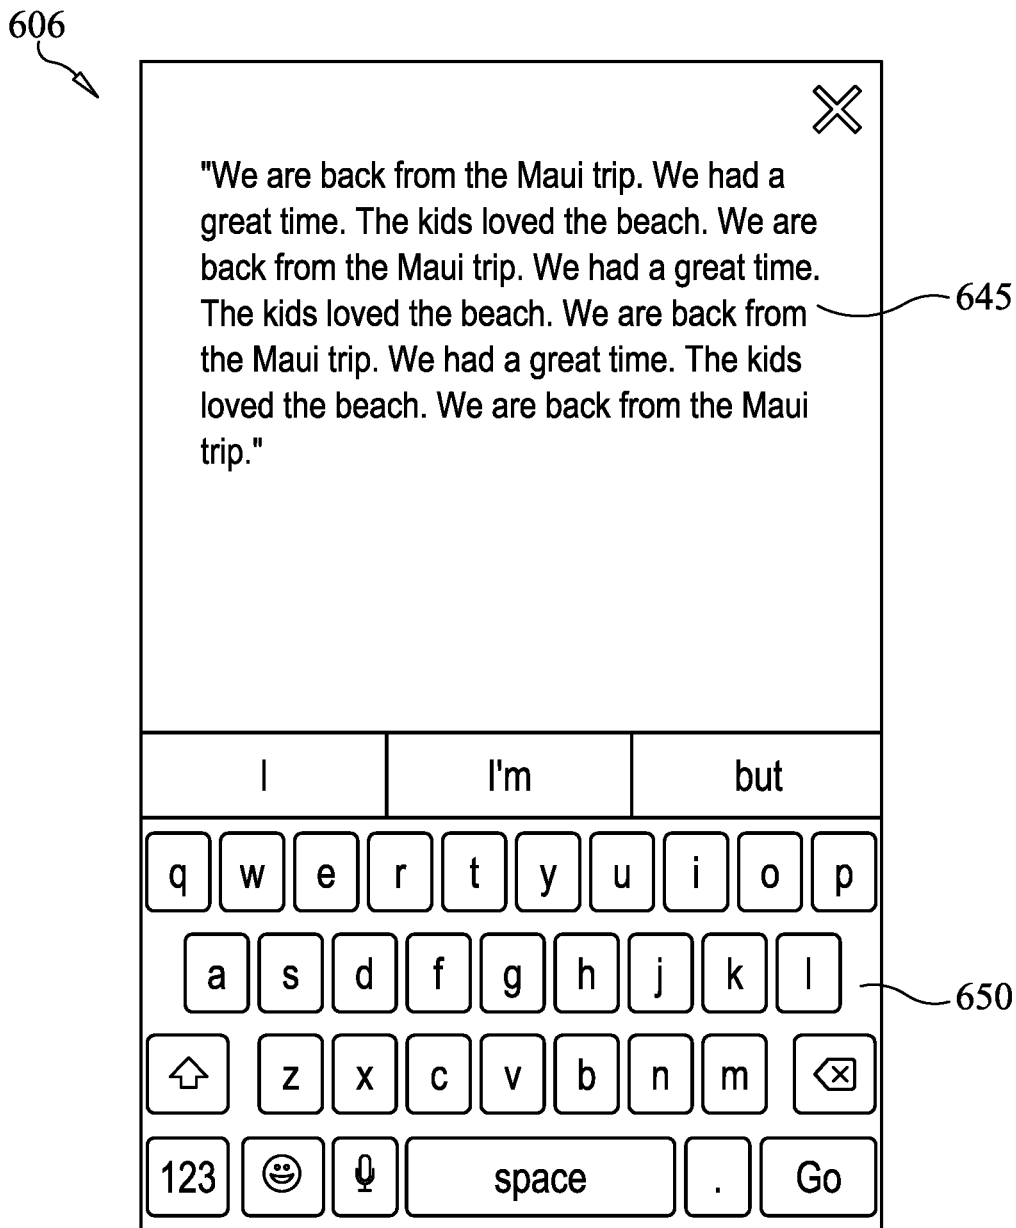 606
"We are back from the Maui trip. We had a
great time. The kids loved the beach. We are
back from the Maui trip. We had a great time.
The kids loved the beach. We are back from
645
the Maui trip. We had a great time. The kids
loved the beach. We are back from the Maui
trip."
I I'm but
q w e r t y u i o p
a s d f g h j k l
650
z x c v b n m
123 space . Go